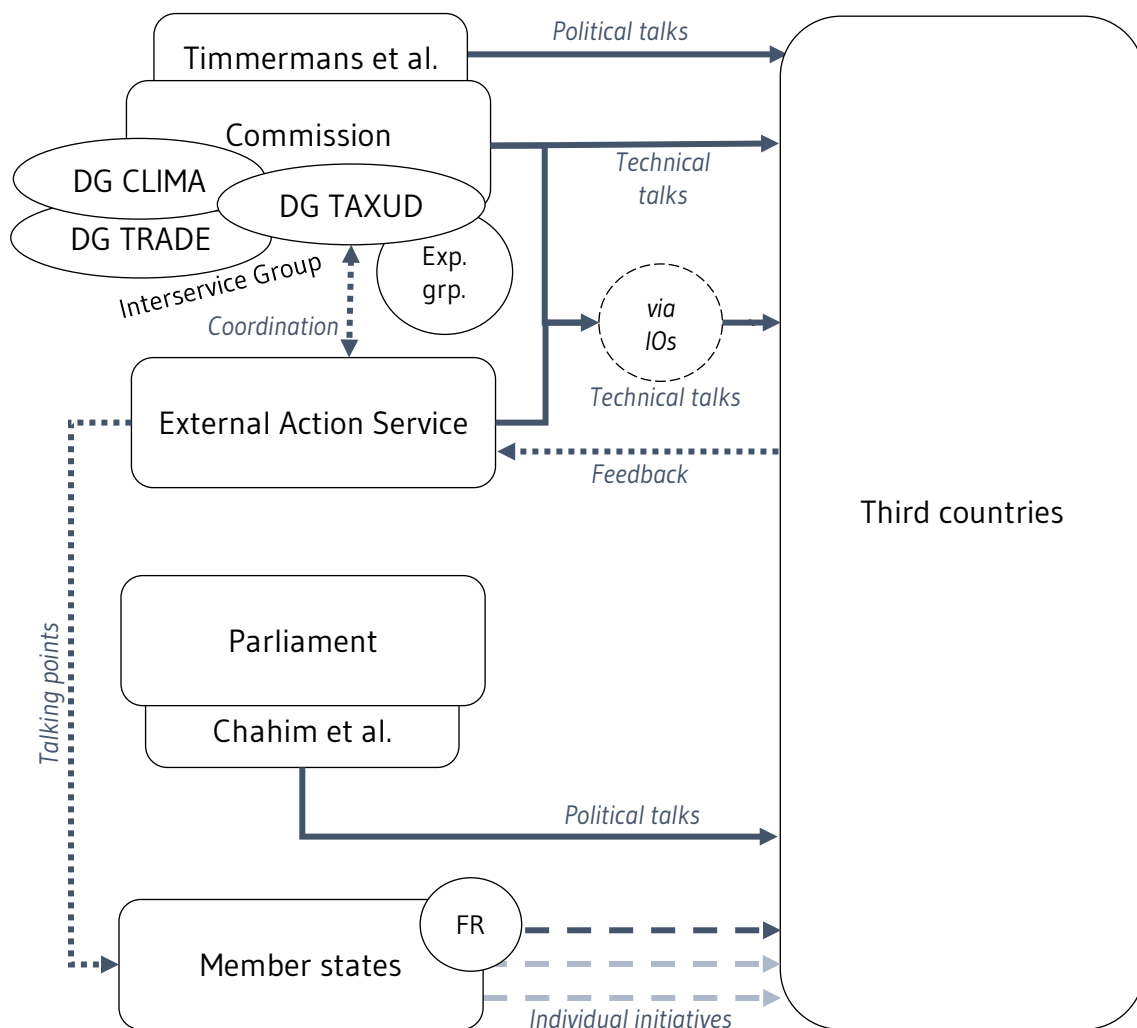 Political talks
Timmermans et al.
Commission
Technical
talks
DG CLIMA
DG TAXUD
DG TRADE
Exp.
grp.
Interservice Group
Coordination
via
IOs
Technical talks
External Action Service
Feedback
Third countries
Talking points
Parliament
Chahim et al.
Political talks
FR
Member states
Individual initiatives